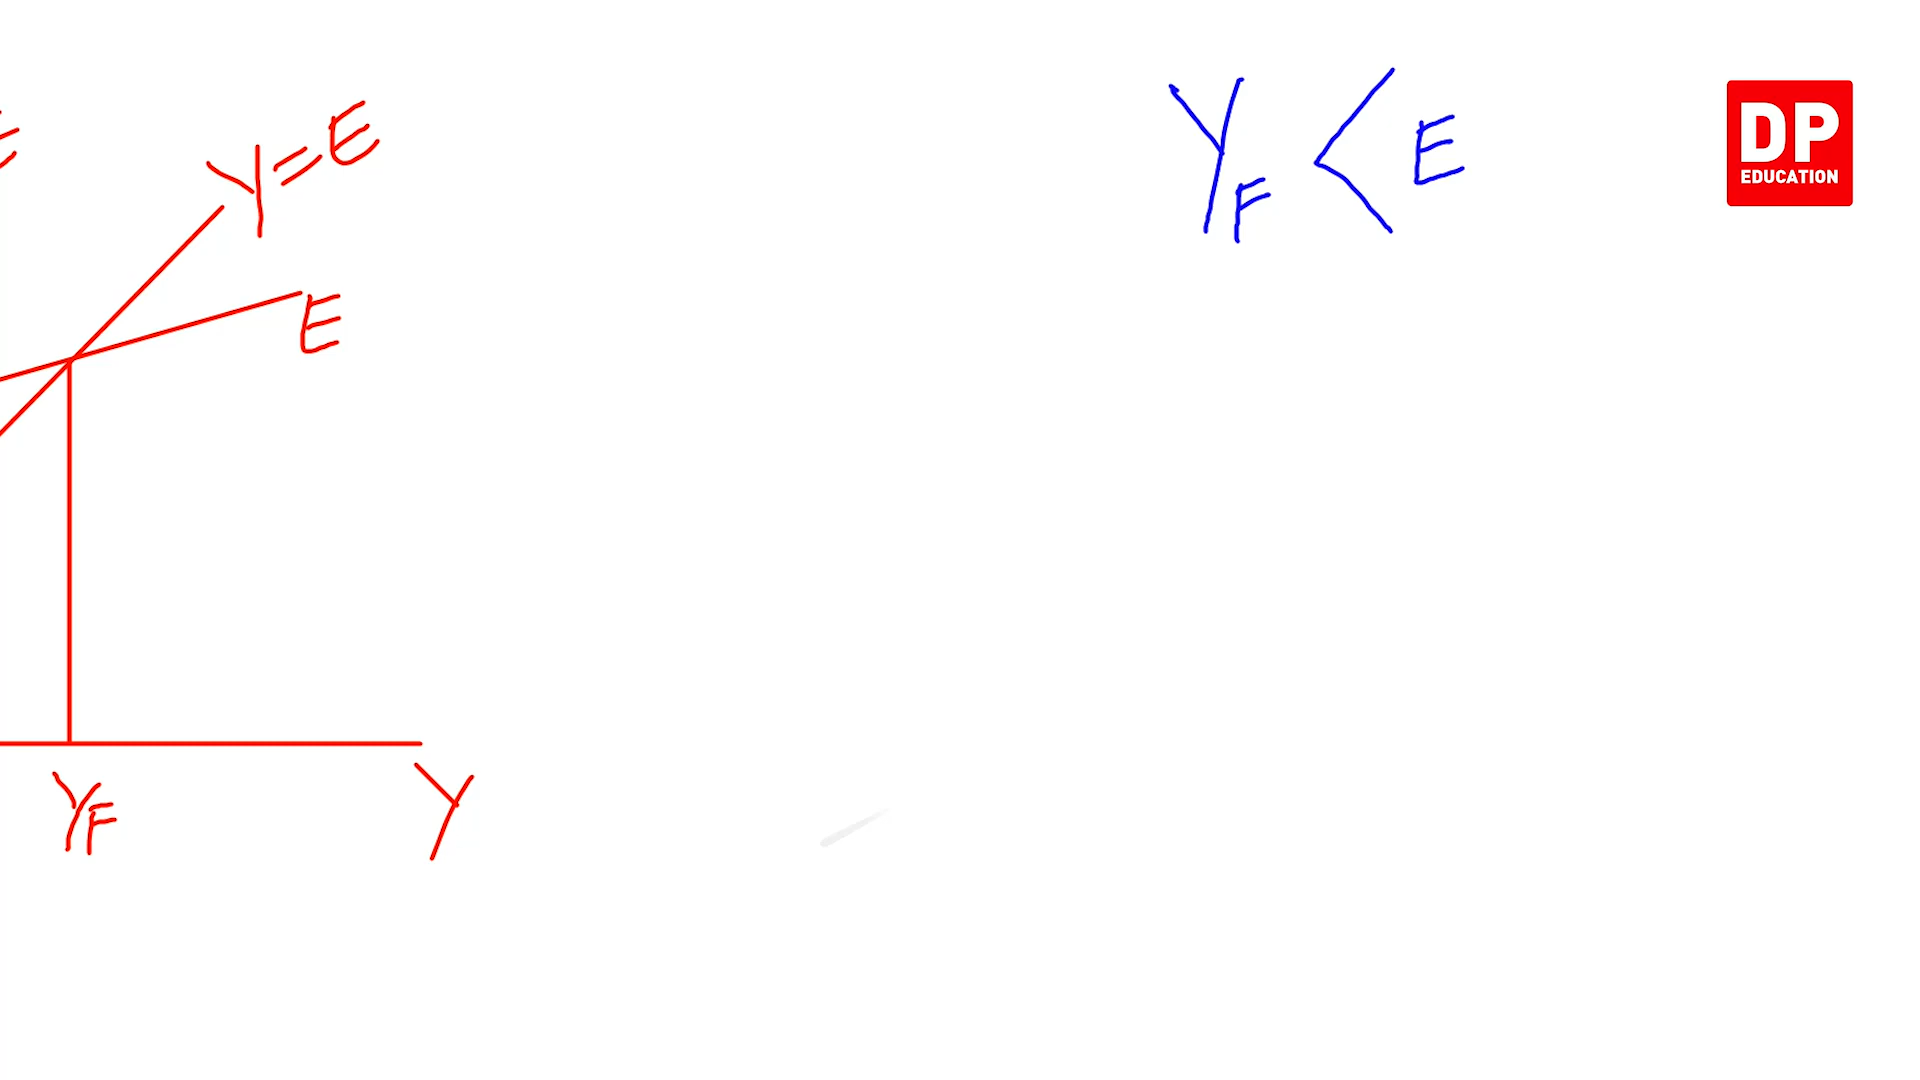 Y=E
E
Y_F
Y
Y_F < E
DP
EDUCATION